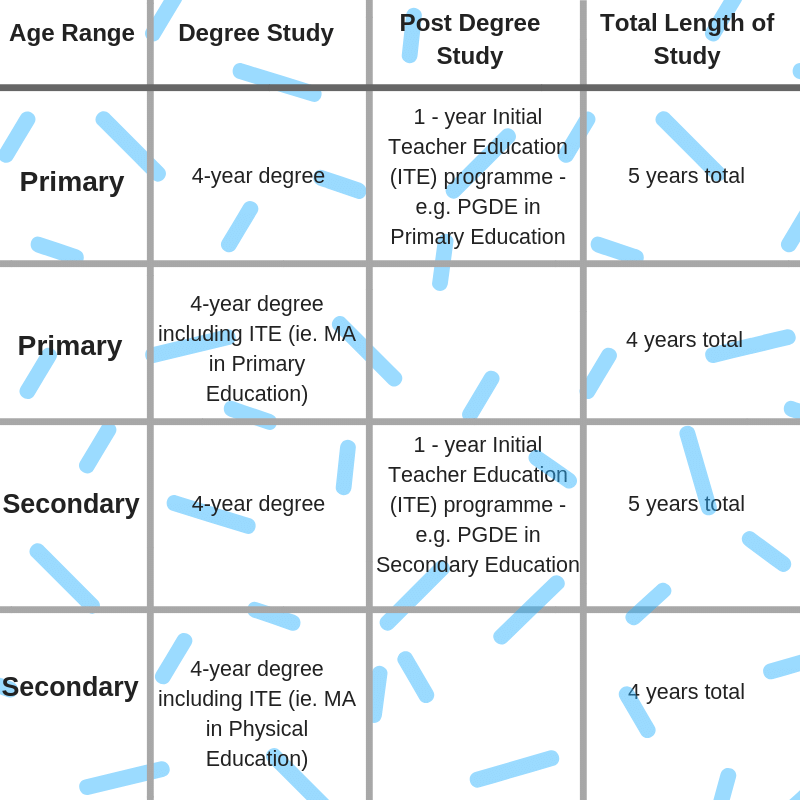 Age Range
Degree Study
Post Degree
Study
Total Length of
Study
Primary
4-year degree
1 - year Initial
Teacher Education
(ITE) programme -
e.g. PGDE in
Primary Education
5 years total
Primary
4-year degree
including ITE (ie. MA
in Primary
Education)
4 years total
Secondary
4-year degree
1 - year Initial
Teacher Education
(ITE) programme -
e.g. PGDE in
Secondary Education
5 years total
Secondary
4-year degree
including ITE (ie. MA
in Physical
Education)
4 years total